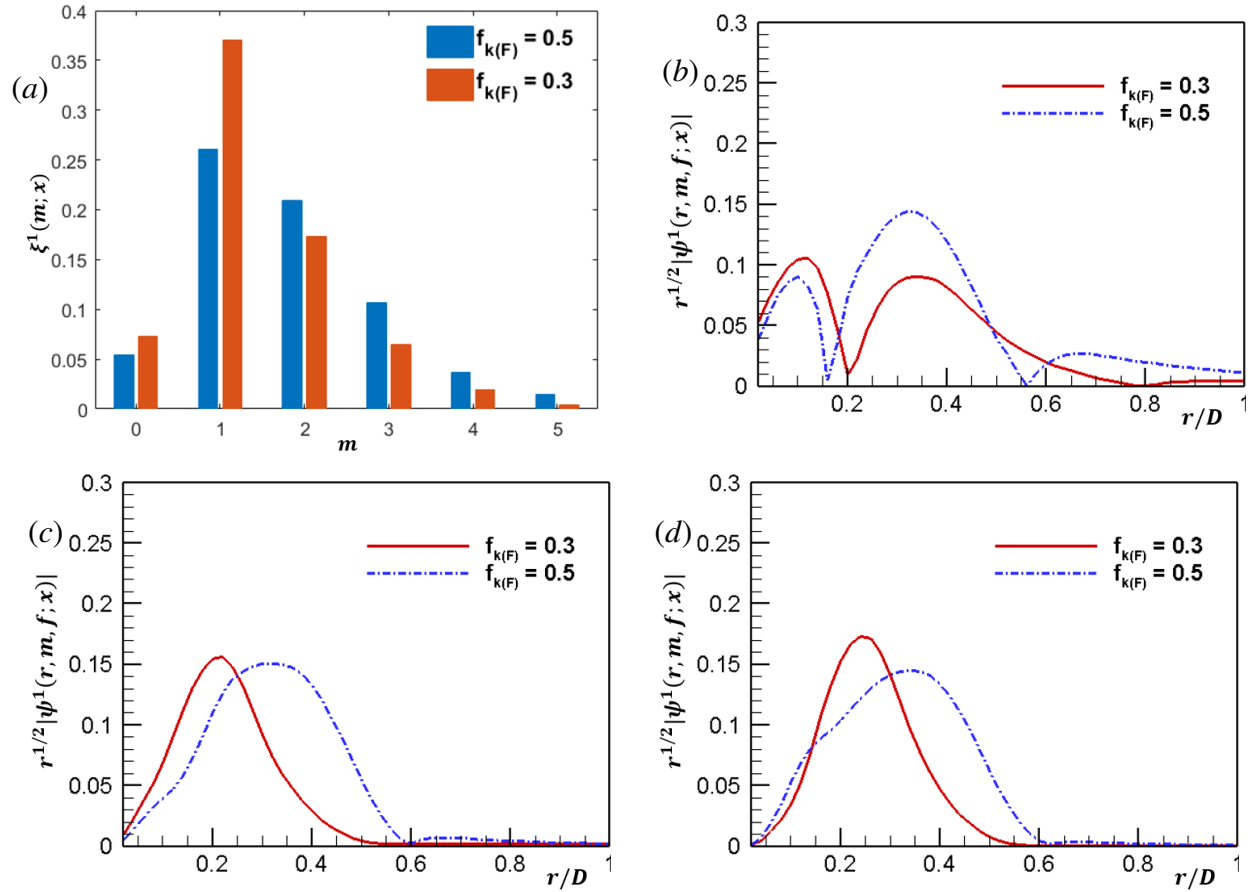 (a)
ξ¹(m; x)
0.4
0.35
0.3
0.25
0.2
0.15
0.1
0.05
0
f_k(F) = 0.5
f_k(F) = 0.3
0 1 2 3 4 5
m
(b)
r^1/2|ψ¹(r, m, f; x)|
0.3
0.25
0.2
0.15
0.1
0.05
0
f_k(F) = 0.3
f_k(F) = 0.5
0.2 0.4 0.6 0.8 1
r/D
(c)
r^1/2|ψ¹(r, m, f; x)|
0.3
0.25
0.2
0.15
0.1
0.05
0
f_k(F) = 0.3
f_k(F) = 0.5
0.2 0.4 0.6 0.8 1
r/D
(d)
r^1/2|ψ¹(r, m, f; x)|
0.3
0.25
0.2
0.15
0.1
0.05
0
f_k(F) = 0.3
f_k(F) = 0.5
0.2 0.4 0.6 0.8 1
r/D